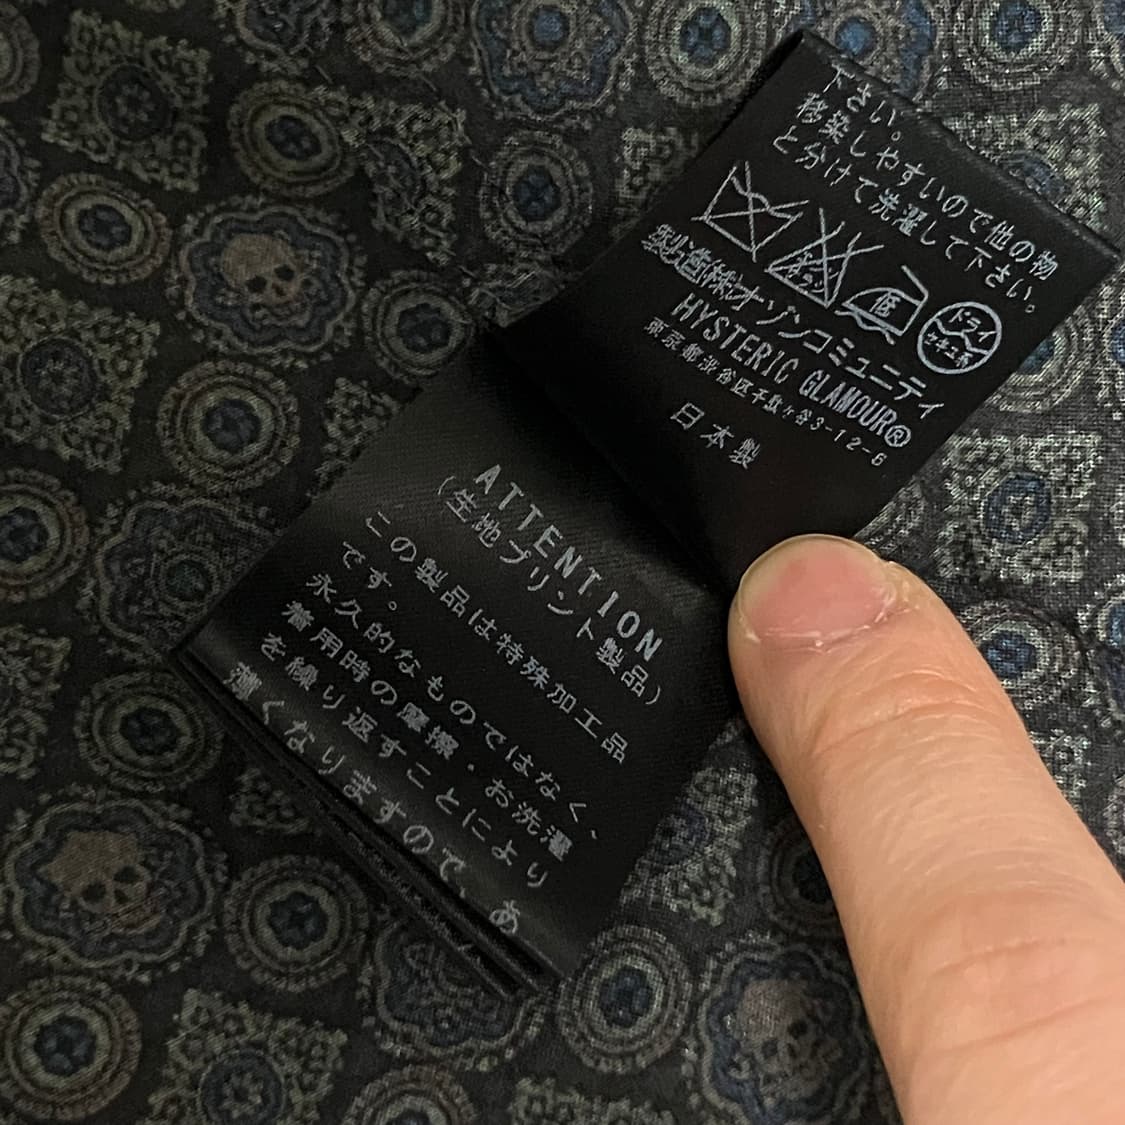 下さい。
移染しやすいので他の物
と分けて洗濯して下さい。
エンソサラシ
ドライ
セキユ系
製造㈱オゾンコミュニティ
HYSTERIC GLAMOUR®
東京都渋谷区千駄ヶ谷3-12-6
日本製
ATTENTION
(生地プリント製品)
この製品は特殊加工品
です。
永久的なものではなく、
着用時の摩擦・お洗濯
を繰り返すことにより
薄くなりますので、あ